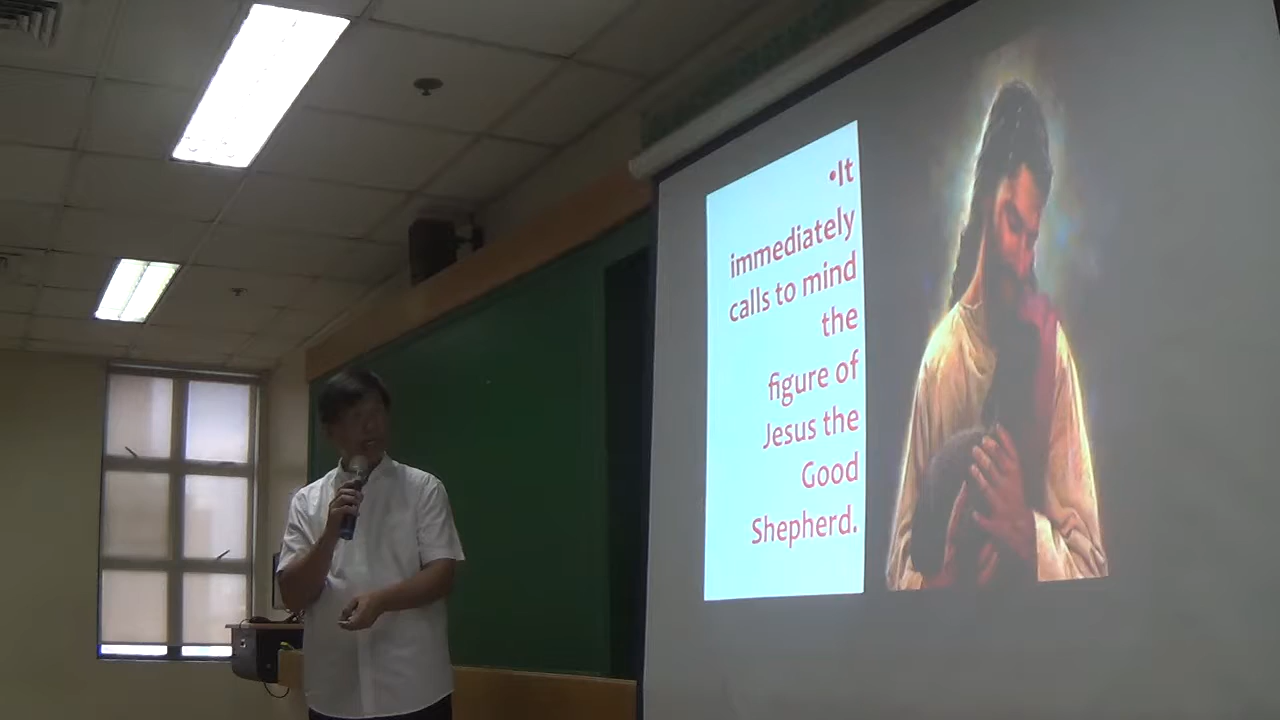 •It
immediately
calls to mind
the
figure of
Jesus the
Good
Shepherd.